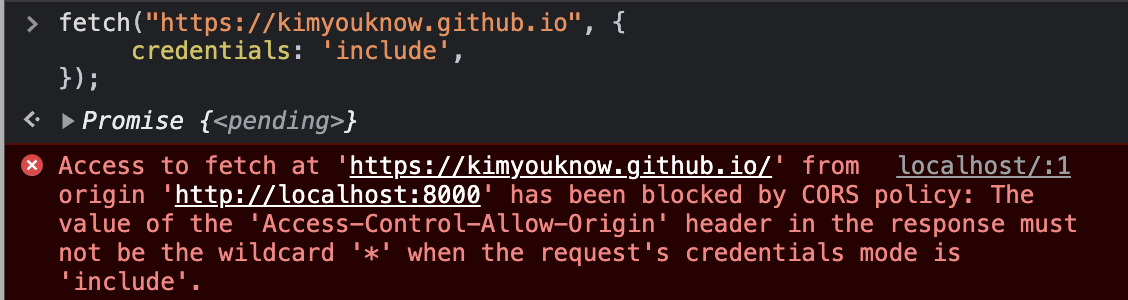 > fetch("https://kimyouknow.github.io", {
credentials: 'include',
});
Promise {<pending>}
Access to fetch at 'https://kimyouknow.github.io/' from localhost/:1
origin 'http://localhost:8000' has been blocked by CORS policy: The
value of the 'Access-Control-Allow-Origin' header in the response must
not be the wildcard '*' when the request's credentials mode is
'include'.